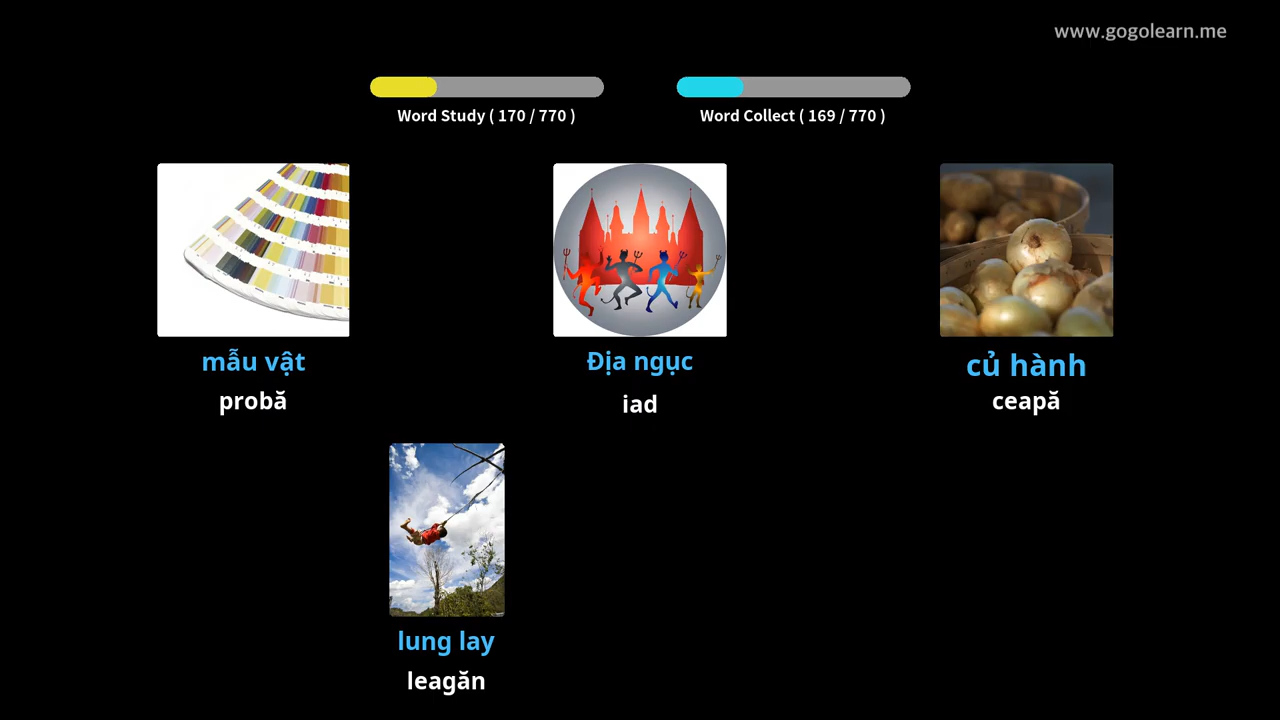 www.gogolearn.me
Word Study ( 170 / 770 )
Word Collect ( 169 / 770 )
mẫu vật
probă
Địa ngục
iad
củ hành
ceapă
lung lay
leagăn